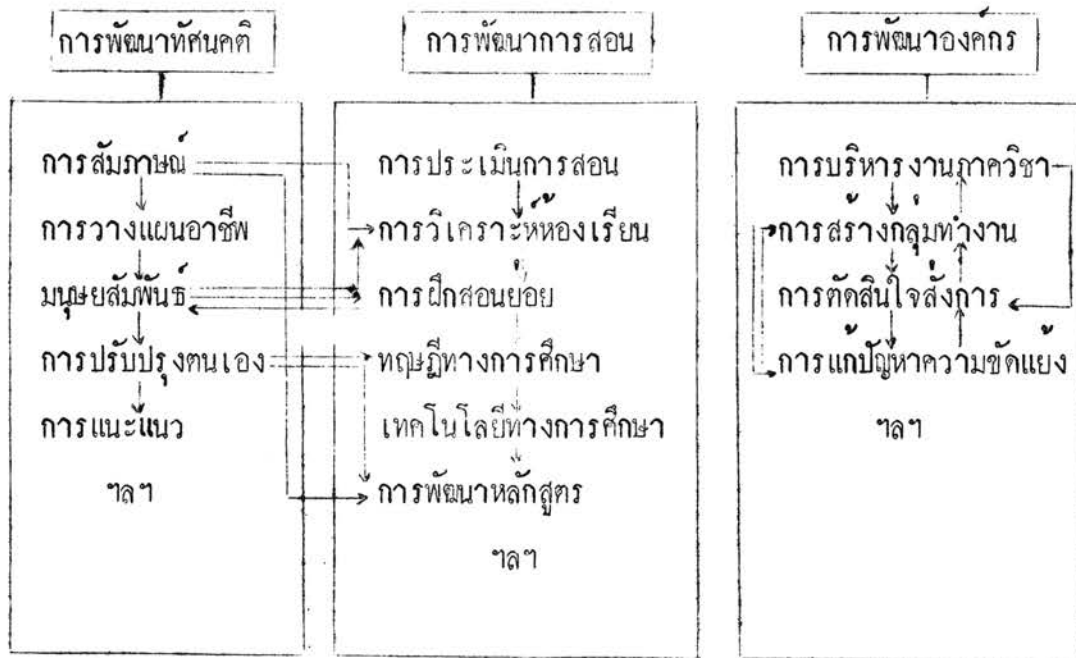 การพัฒนาทัศนคติ
การสัมภาษณ์
การวางแผนอาชีพ
มนุษยสัมพันธ์
การปรับปรุงตนเอง
การแนะแนว
ฯลฯ
การพัฒนาการสอน
การประเมินการสอน
การวิเคราะห์ห้องเรียน
การฝึกสอนย่อย
ทฤษฎีทางการศึกษา
เทคโนโลยีทางการศึกษา
การพัฒนาหลักสูตร
ฯลฯ
การพัฒนาองค์กร
การบริหารงานภาควิชา
การสร้างกลุ่มทำงาน
การตัดสินใจสั่งการ
การแก้ปัญหาความขัดแย้ง
ฯลฯ